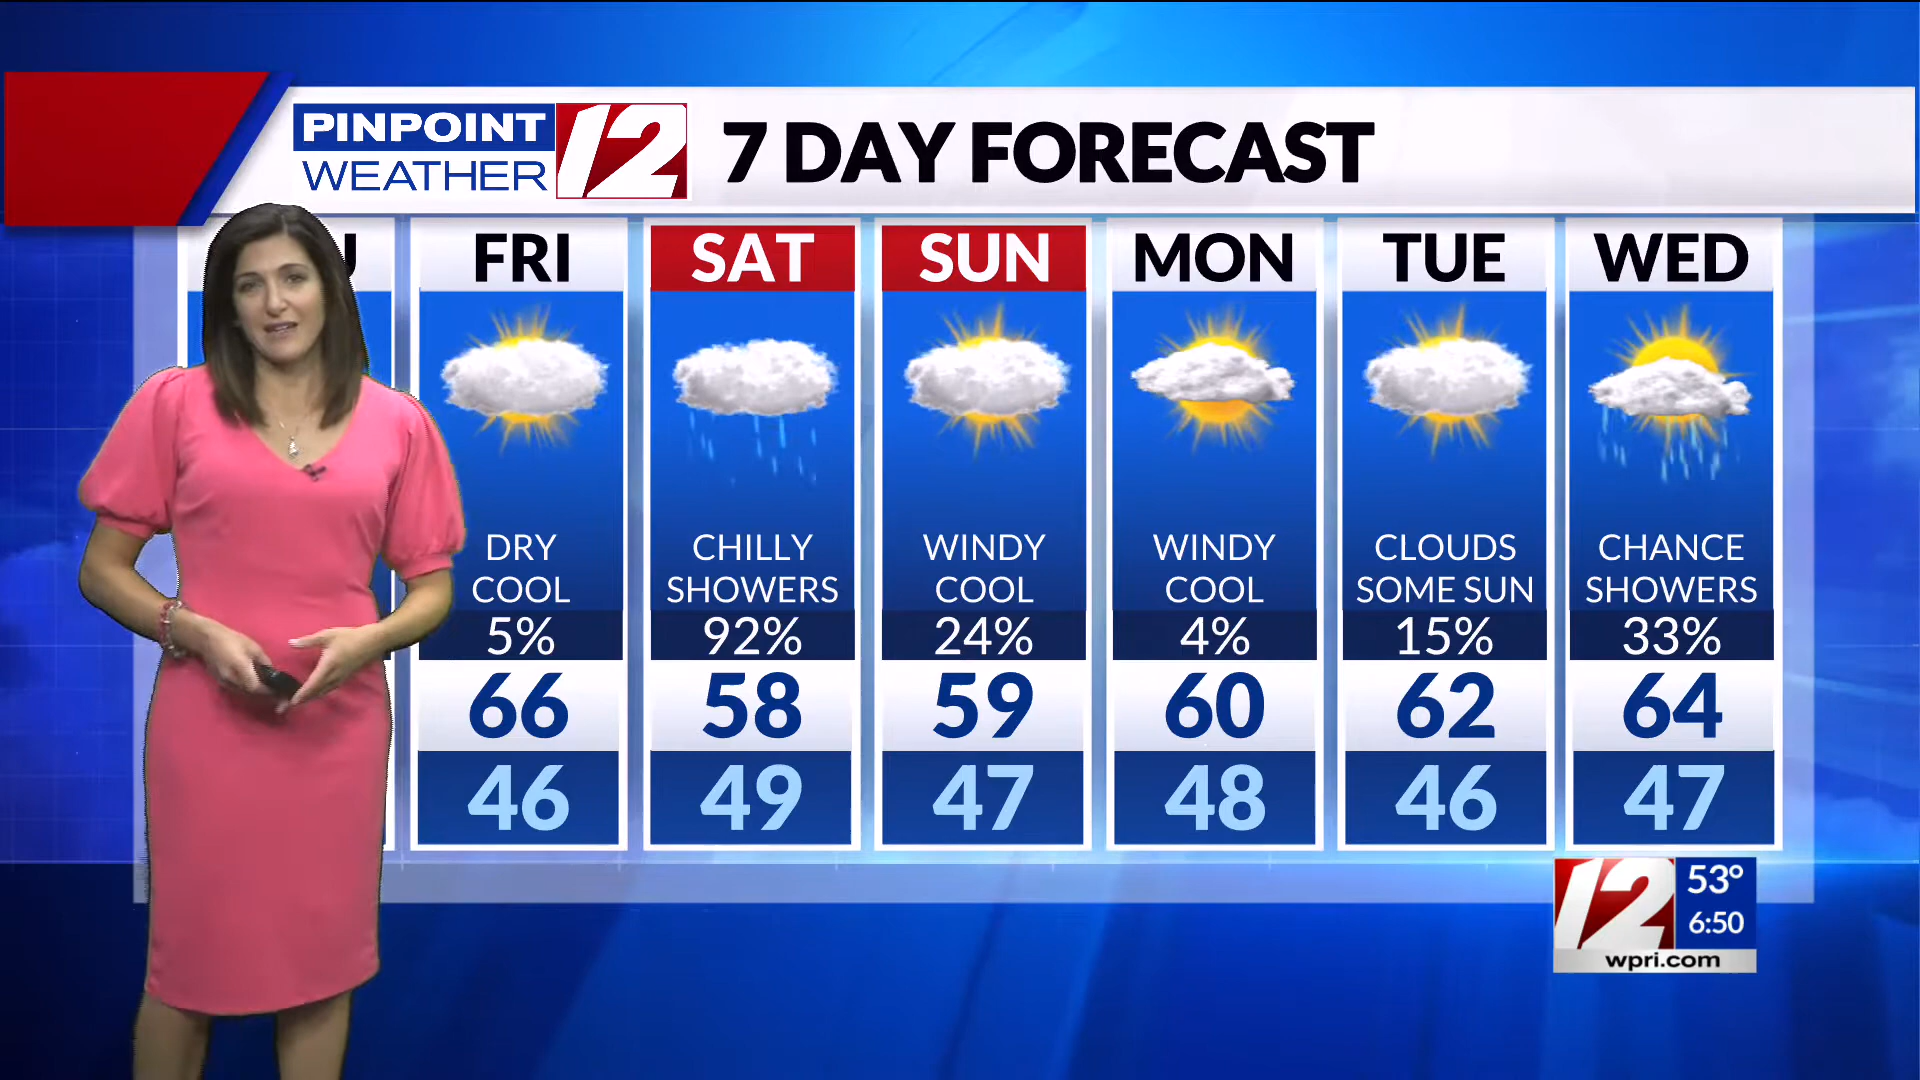 PINPOINT
WEATHER
12
7 DAY FORECAST
FRI
SAT
SUN
MON
TUE
WED
DRY
COOL
5%
66
46
CHILLY
SHOWERS
92%
58
49
WINDY
COOL
24%
59
47
WINDY
COOL
4%
60
48
CLOUDS
SOME SUN
15%
62
46
CHANCE
SHOWERS
33%
64
47
12
53°
6:50
wpri.com